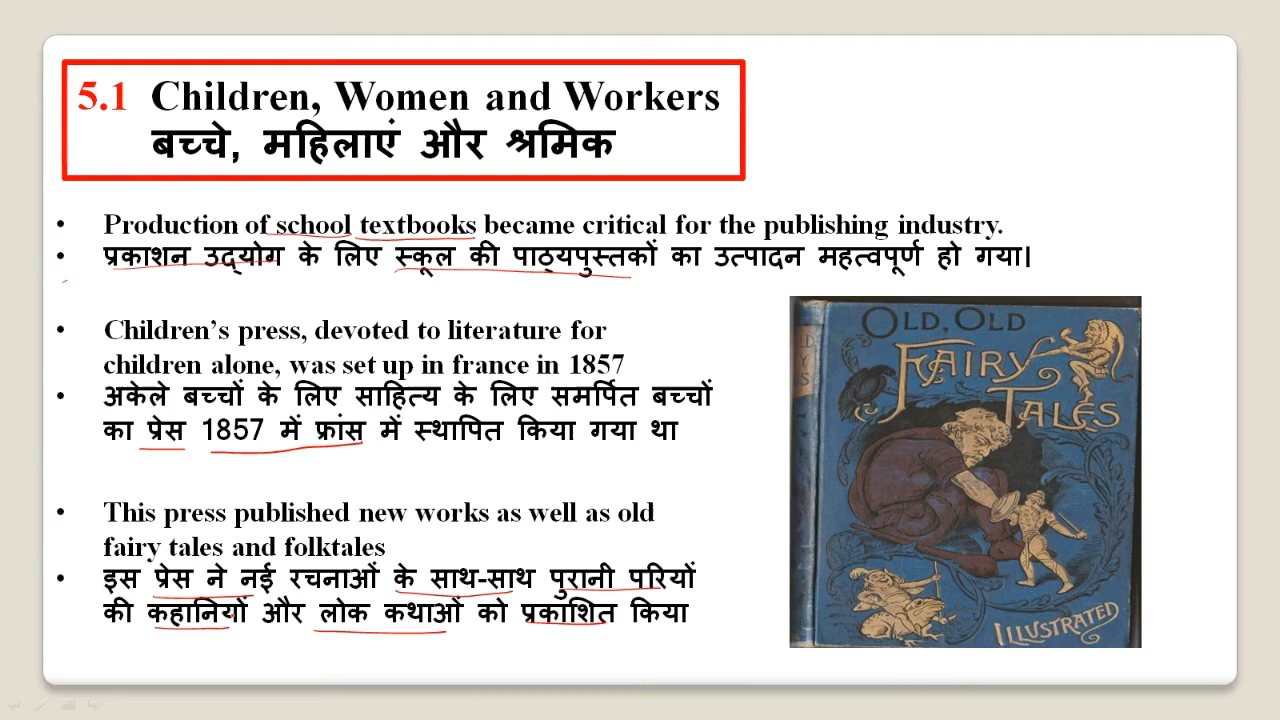 5.1 Children, Women and Workers
बच्चे, महिलाएं और श्रमिक
• Production of school textbooks became critical for the publishing industry.
• प्रकाशन उद्योग के लिए स्कूल की पाठ्यपुस्तकों का उत्पादन महत्वपूर्ण हो गया।
• Children’s press, devoted to literature for
children alone, was set up in france in 1857
• अकेले बच्चों के लिए साहित्य के लिए समर्पित बच्चों
का प्रेस 1857 में फ्रांस में स्थापित किया गया था
• This press published new works as well as old
fairy tales and folktales
• इस प्रेस ने नई रचनाओं के साथ-साथ पुरानी परियों
की कहानियों और लोक कथाओं को प्रकाशित किया
OLD, OLD
FAIRY
TALES
ILLUSTRATED